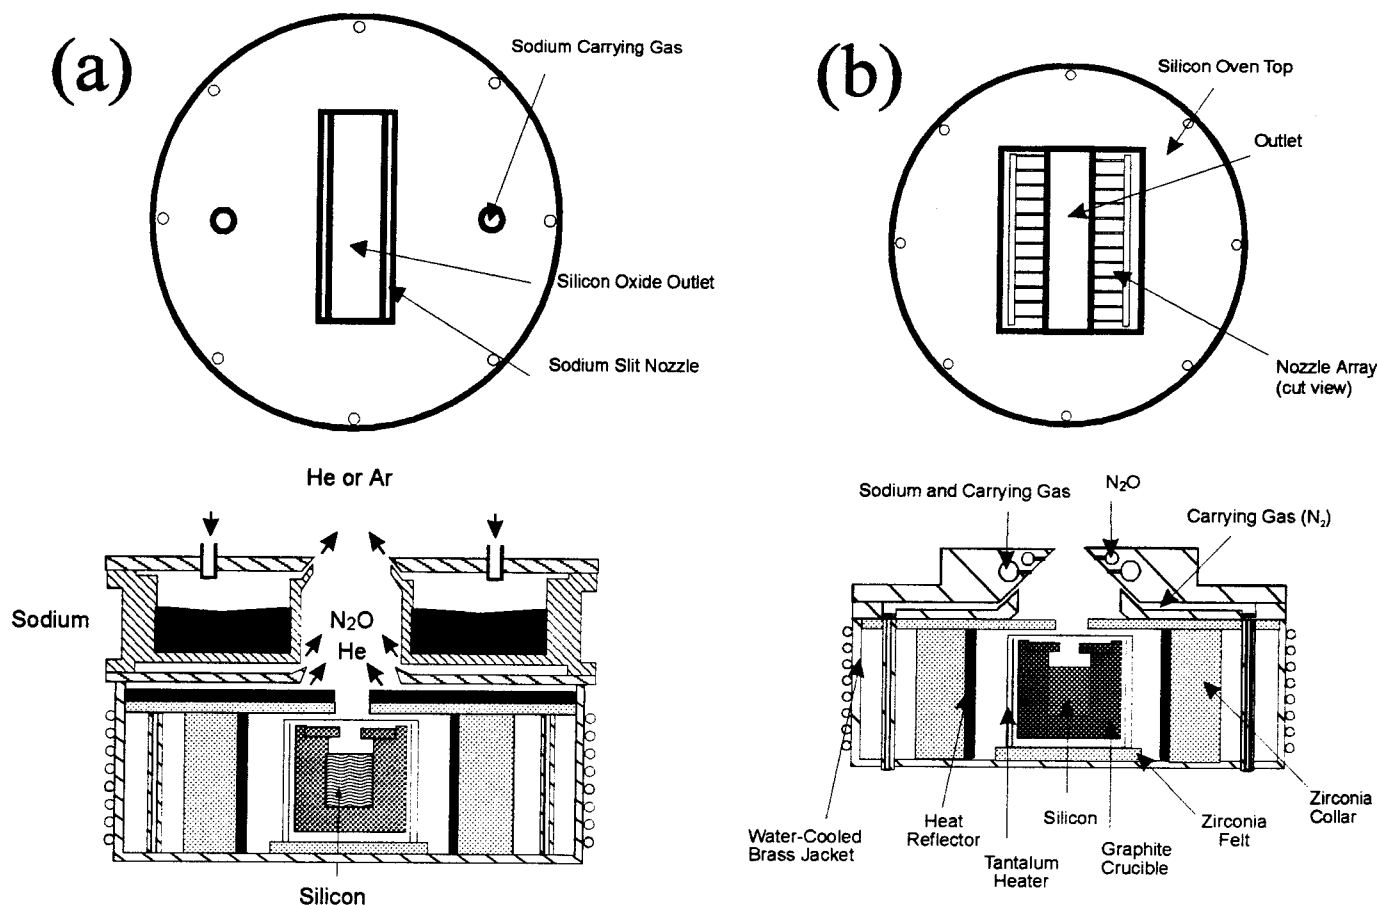 (a)
Sodium Carrying Gas
Silicon Oxide Outlet
Sodium Slit Nozzle
He or Ar
Sodium
N₂O
He
Silicon
(b)
Silicon Oven Top
Outlet
Nozzle Array
(cut view)
Sodium and Carrying Gas
N₂O
Carrying Gas (N₂)
Water-Cooled
Brass Jacket
Heat
Reflector
Tantalum
Heater
Silicon
Graphite
Crucible
Zirconia
Felt
Zirconia
Collar